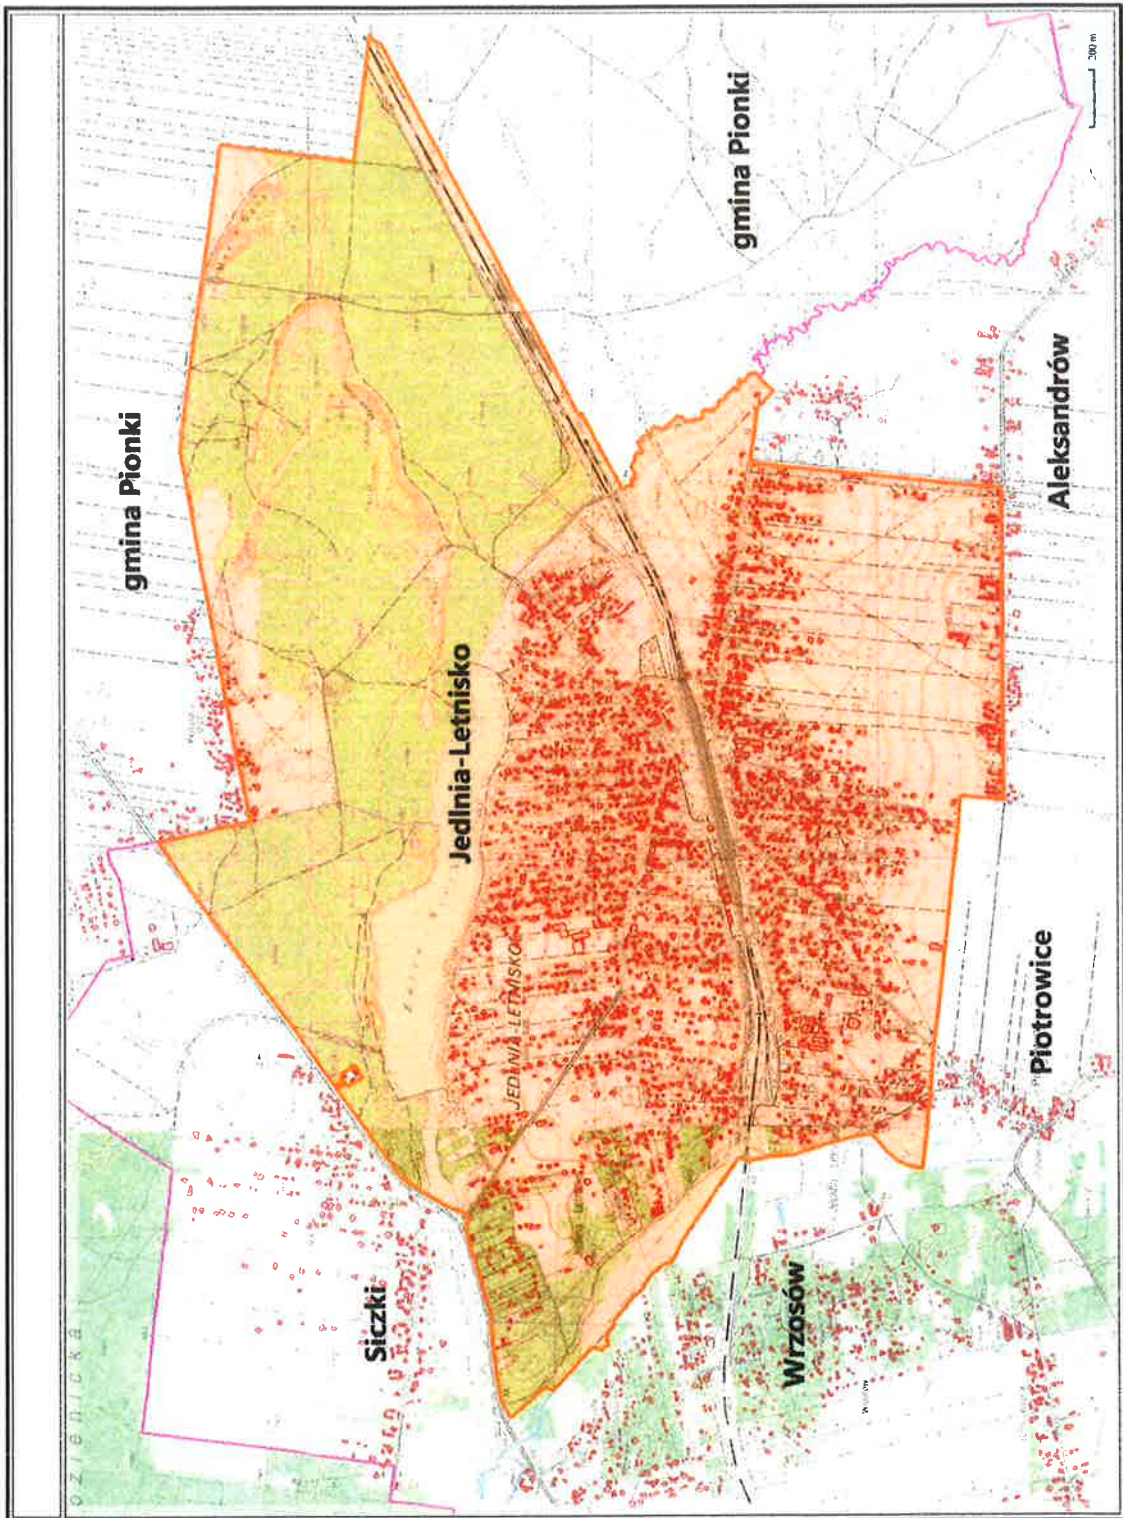 gmina Pionki
gmina Pionki
Jedlnia-Letnisko
JEDLNIA-LETNISKO
Siczki
Wrzosów
Piotrowice
Aleksandrów
200 m